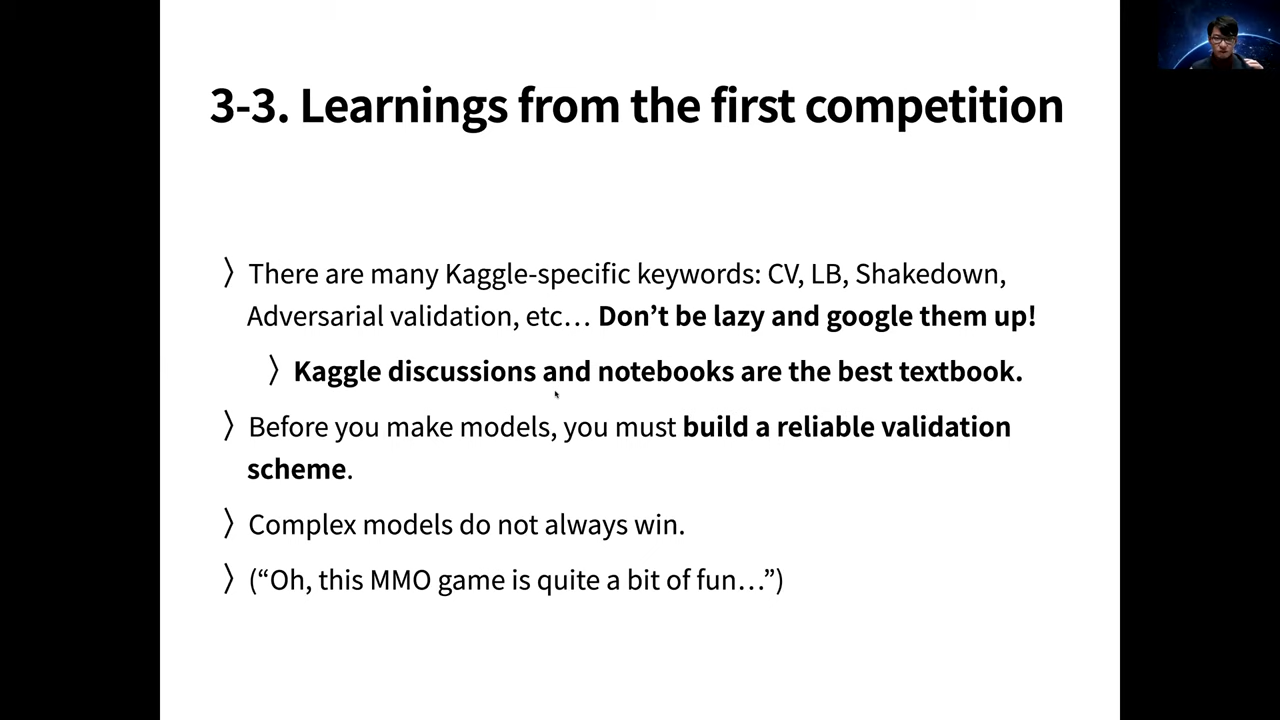 3-3. Learnings from the first competition
〉There are many Kaggle-specific keywords: CV, LB, Shakedown,
Adversarial validation, etc… Don’t be lazy and google them up!
〉Kaggle discussions and notebooks are the best textbook.
〉Before you make models, you must build a reliable validation
scheme.
〉Complex models do not always win.
〉(“Oh, this MMO game is quite a bit of fun…”)